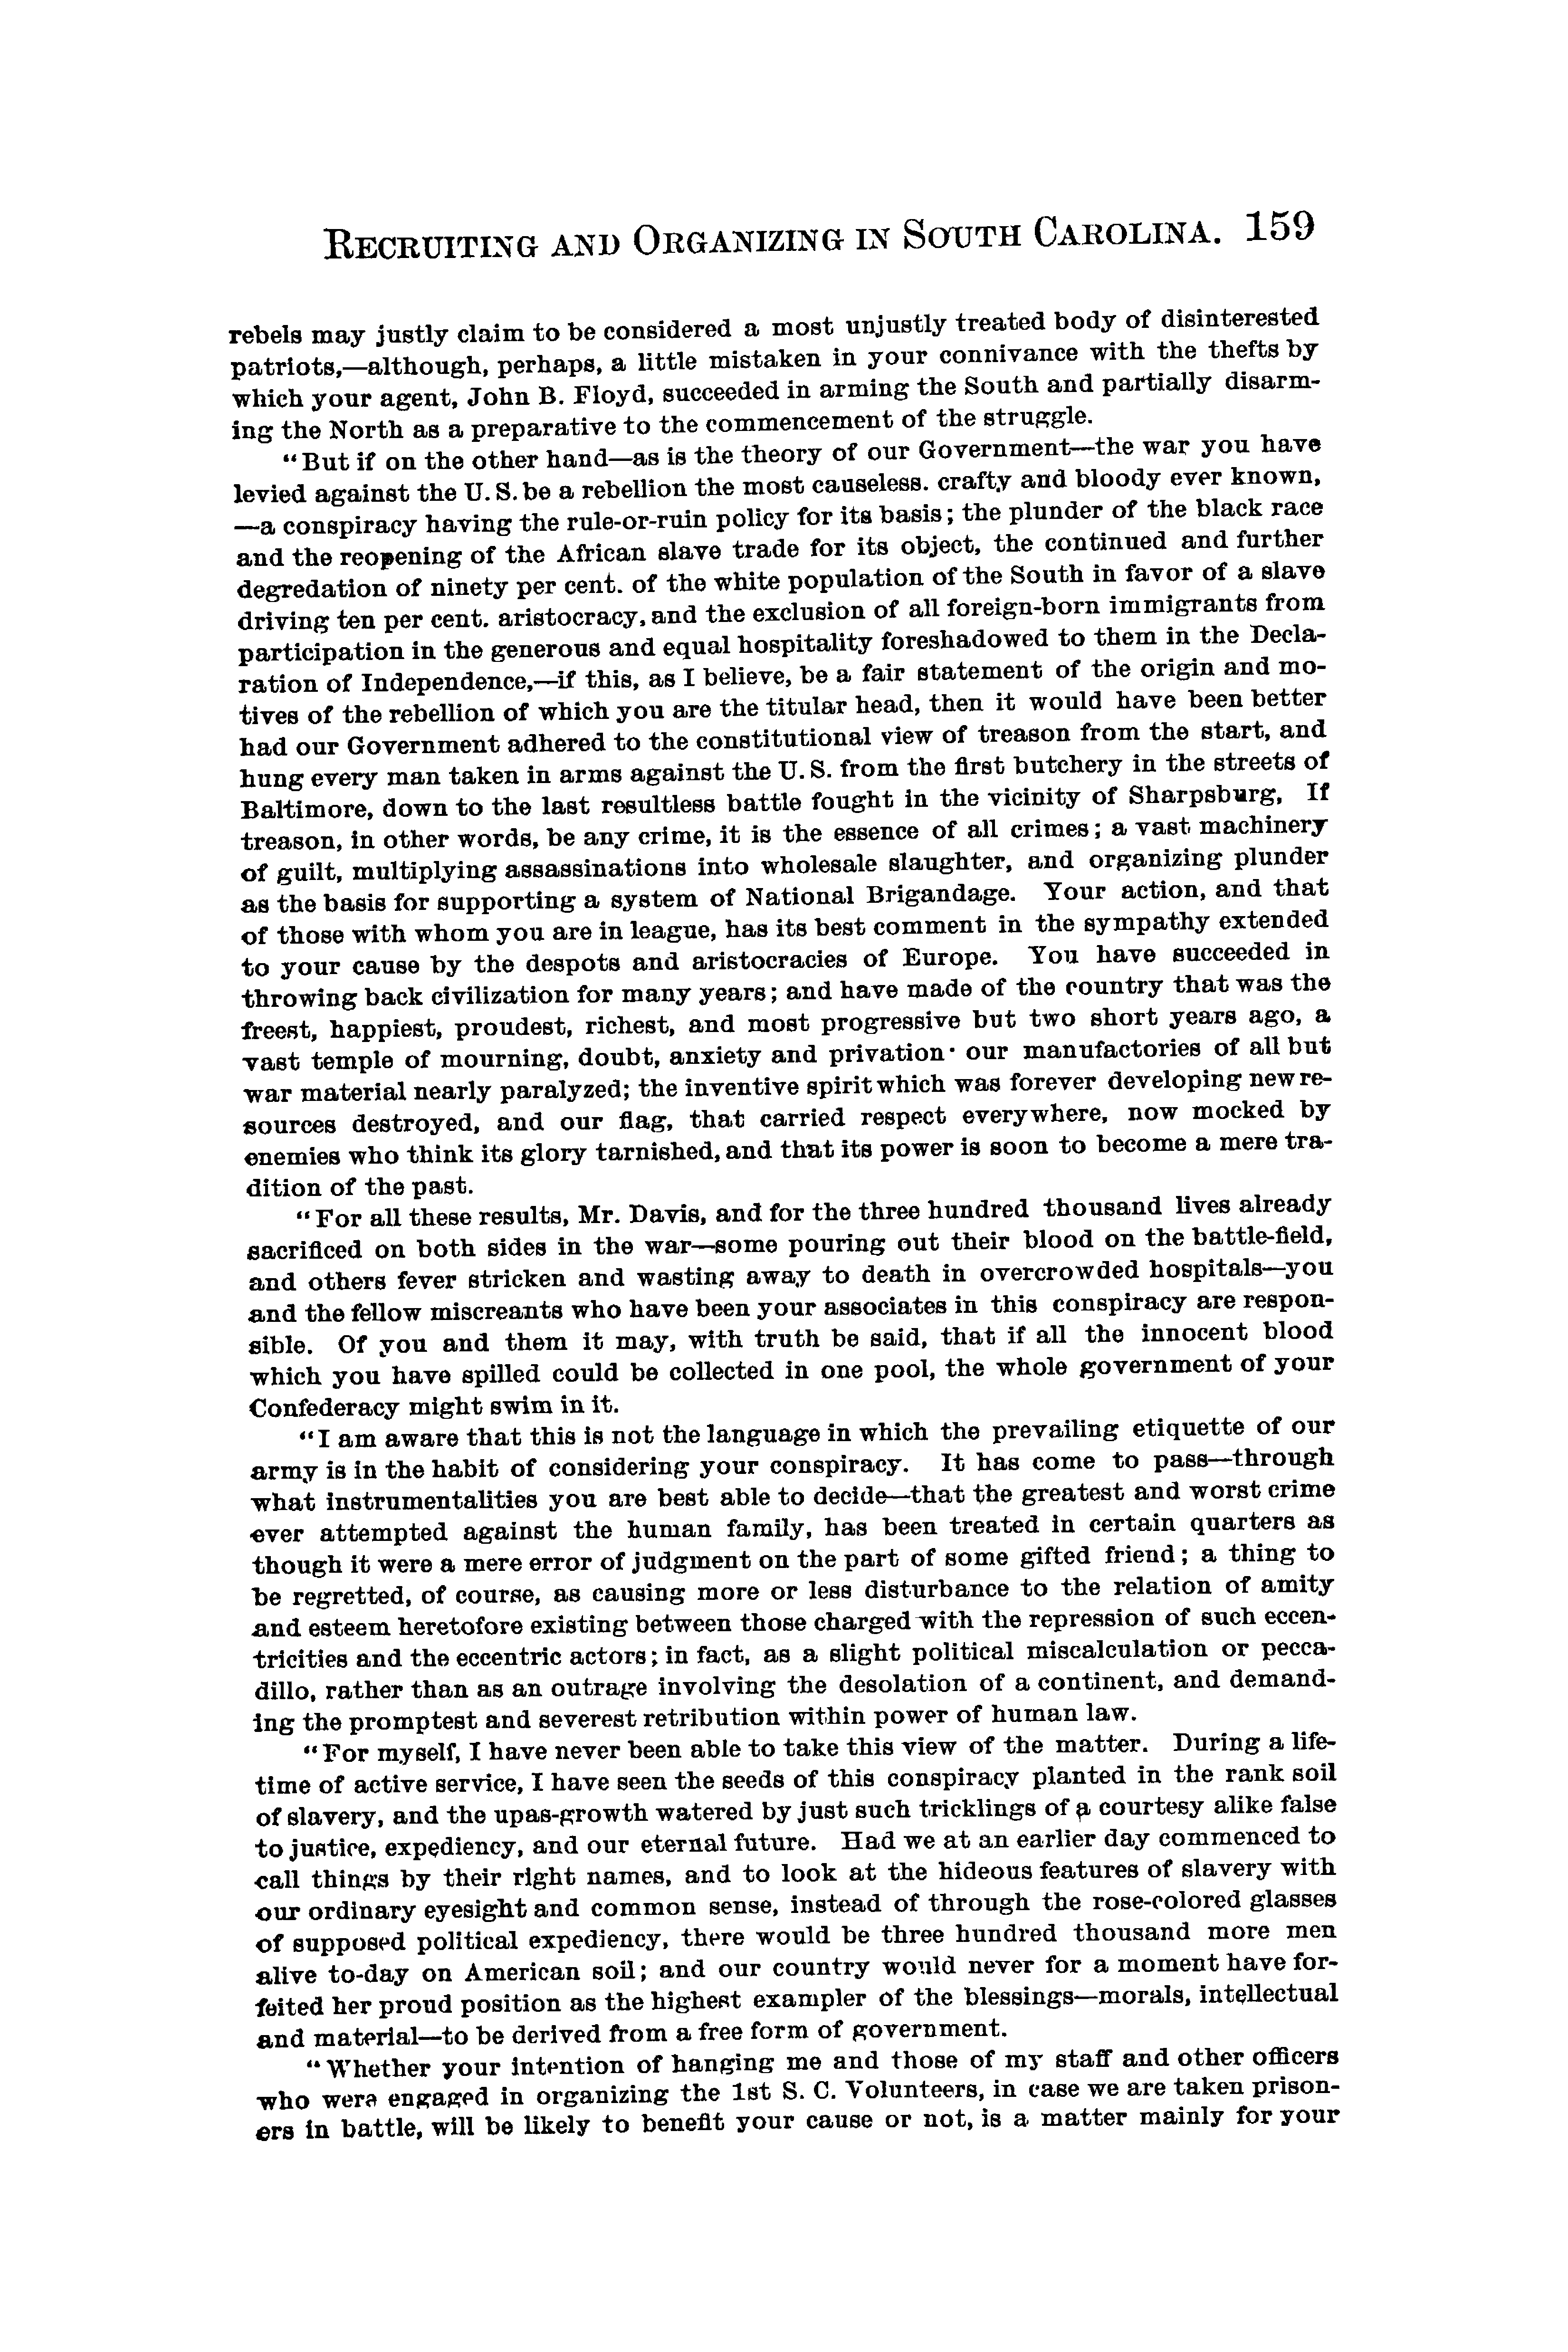 RECRUITING AND ORGANIZING IN SOUTH CAROLINA. 159
rebels may justly claim to be considered a most unjustly treated body of disinterested
patriots,—although, perhaps, a little mistaken in your connivance with the thefts by
which your agent, John B. Floyd, succeeded in arming the South and partially disarm-
ing the North as a preparative to the commencement of the struggle.
“But if on the other hand—as is the theory of our Government—the war you have
levied against the U. S. be a rebellion the most causeless. crafty and bloody ever known,
—a conspiracy having the rule-or-ruin policy for its basis; the plunder of the black race
and the reopening of the African slave trade for its object, the continued and further
degredation of ninety per cent. of the white population of the South in favor of a slave
driving ten per cent. aristocracy, and the exclusion of all foreign-born immigrants from
participation in the generous and equal hospitality foreshadowed to them in the Decla-
ration of Independence,—if this, as I believe, be a fair statement of the origin and mo-
tives of the rebellion of which you are the titular head, then it would have been better
had our Government adhered to the constitutional view of treason from the start, and
hung every man taken in arms against the U. S. from the first butchery in the streets of
Baltimore, down to the last resultless battle fought in the vicinity of Sharpsburg, If
treason, in other words, be any crime, it is the essence of all crimes; a vast machinery
of guilt, multiplying assassinations into wholesale slaughter, and organizing plunder
as the basis for supporting a system of National Brigandage. Your action, and that
of those with whom you are in league, has its best comment in the sympathy extended
to your cause by the despots and aristocracies of Europe. You have succeeded in
throwing back civilization for many years; and have made of the country that was the
freest, happiest, proudest, richest, and most progressive but two short years ago, a
vast temple of mourning, doubt, anxiety and privation· our manufactories of all but
war material nearly paralyzed; the inventive spirit which was forever developing new re-
sources destroyed, and our flag, that carried respect everywhere, now mocked by
enemies who think its glory tarnished, and that its power is soon to become a mere tra-
dition of the past.
“For all these results, Mr. Davis, and for the three hundred thousand lives already
sacrificed on both sides in the war—some pouring out their blood on the battle-field,
and others fever stricken and wasting away to death in overcrowded hospitals—you
and the fellow miscreants who have been your associates in this conspiracy are respon-
sible. Of you and them it may, with truth be said, that if all the innocent blood
which you have spilled could be collected in one pool, the whole government of your
Confederacy might swim in it.
“I am aware that this is not the language in which the prevailing etiquette of our
army is in the habit of considering your conspiracy. It has come to pass—through
what instrumentalities you are best able to decide—that the greatest and worst crime
ever attempted against the human family, has been treated in certain quarters as
though it were a mere error of judgment on the part of some gifted friend; a thing to
be regretted, of course, as causing more or less disturbance to the relation of amity
and esteem heretofore existing between those charged with the repression of such eccen-
tricities and the eccentric actors; in fact, as a slight political miscalculation or pecca-
dillo, rather than as an outrage involving the desolation of a continent, and demand-
ing the promptest and severest retribution within power of human law.
“For myself, I have never been able to take this view of the matter. During a life-
time of active service, I have seen the seeds of this conspiracy planted in the rank soil
of slavery, and the upas-growth watered by just such tricklings of a courtesy alike false
to justice, expediency, and our eternal future. Had we at an earlier day commenced to
call things by their right names, and to look at the hideous features of slavery with
our ordinary eyesight and common sense, instead of through the rose-colored glasses
of supposed political expediency, there would be three hundred thousand more men
alive to-day on American soil; and our country would never for a moment have for-
feited her proud position as the highest exampler of the blessings—morals, intellectual
and material—to be derived from a free form of government.
“Whether your intention of hanging me and those of my staff and other officers
who were engaged in organizing the 1st S. C. Volunteers, in case we are taken prison-
ers in battle, will be likely to benefit your cause or not, is a matter mainly for your